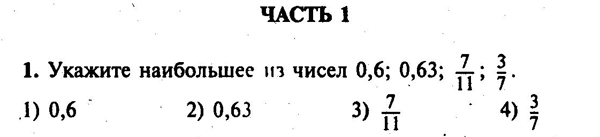 ЧАСТЬ 1
1. Укажите наибольшее из чисел 0,6; 0,63; 7/11; 3/7.
1) 0,6 2) 0,63 3) 7/11 4) 3/7